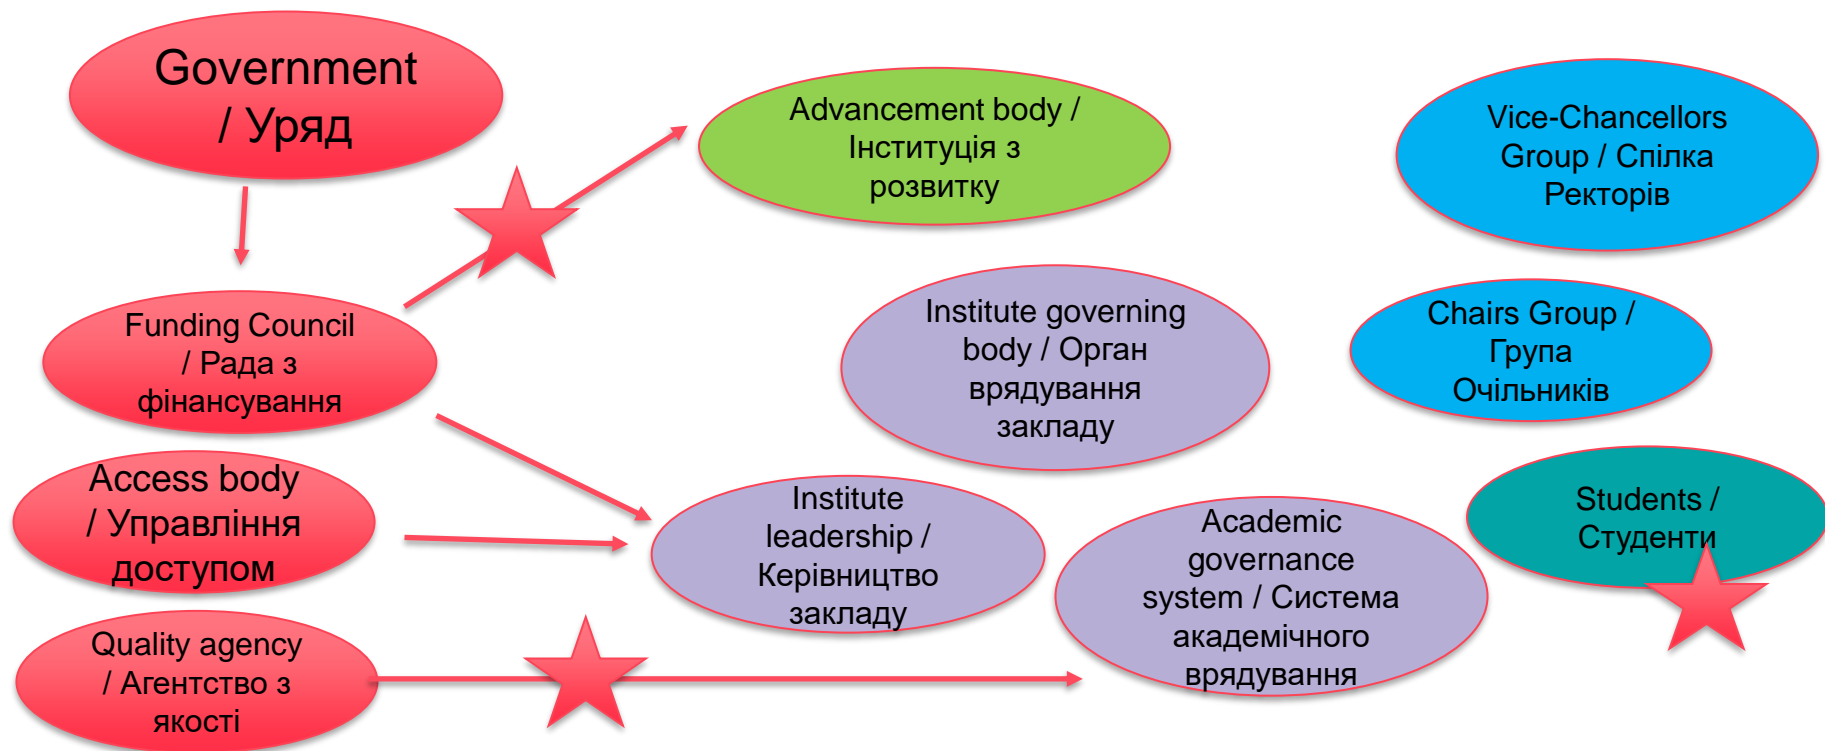 Government
/ Уряд
Advancement body /
Інституція з
розвитку
Vice-Chancellors
Group / Спілка
Ректорів
Funding Council
/ Рада з
фінансування
Institute governing
body / Орган
врядування
закладу
Chairs Group /
Група
Очільників
Access body
/ Управління
доступом
Institute
leadership /
Керівництво
закладу
Academic
governance
system / Система
академічного
врядування
Students /
Студенти
Quality agency
/ Агентство з
якості